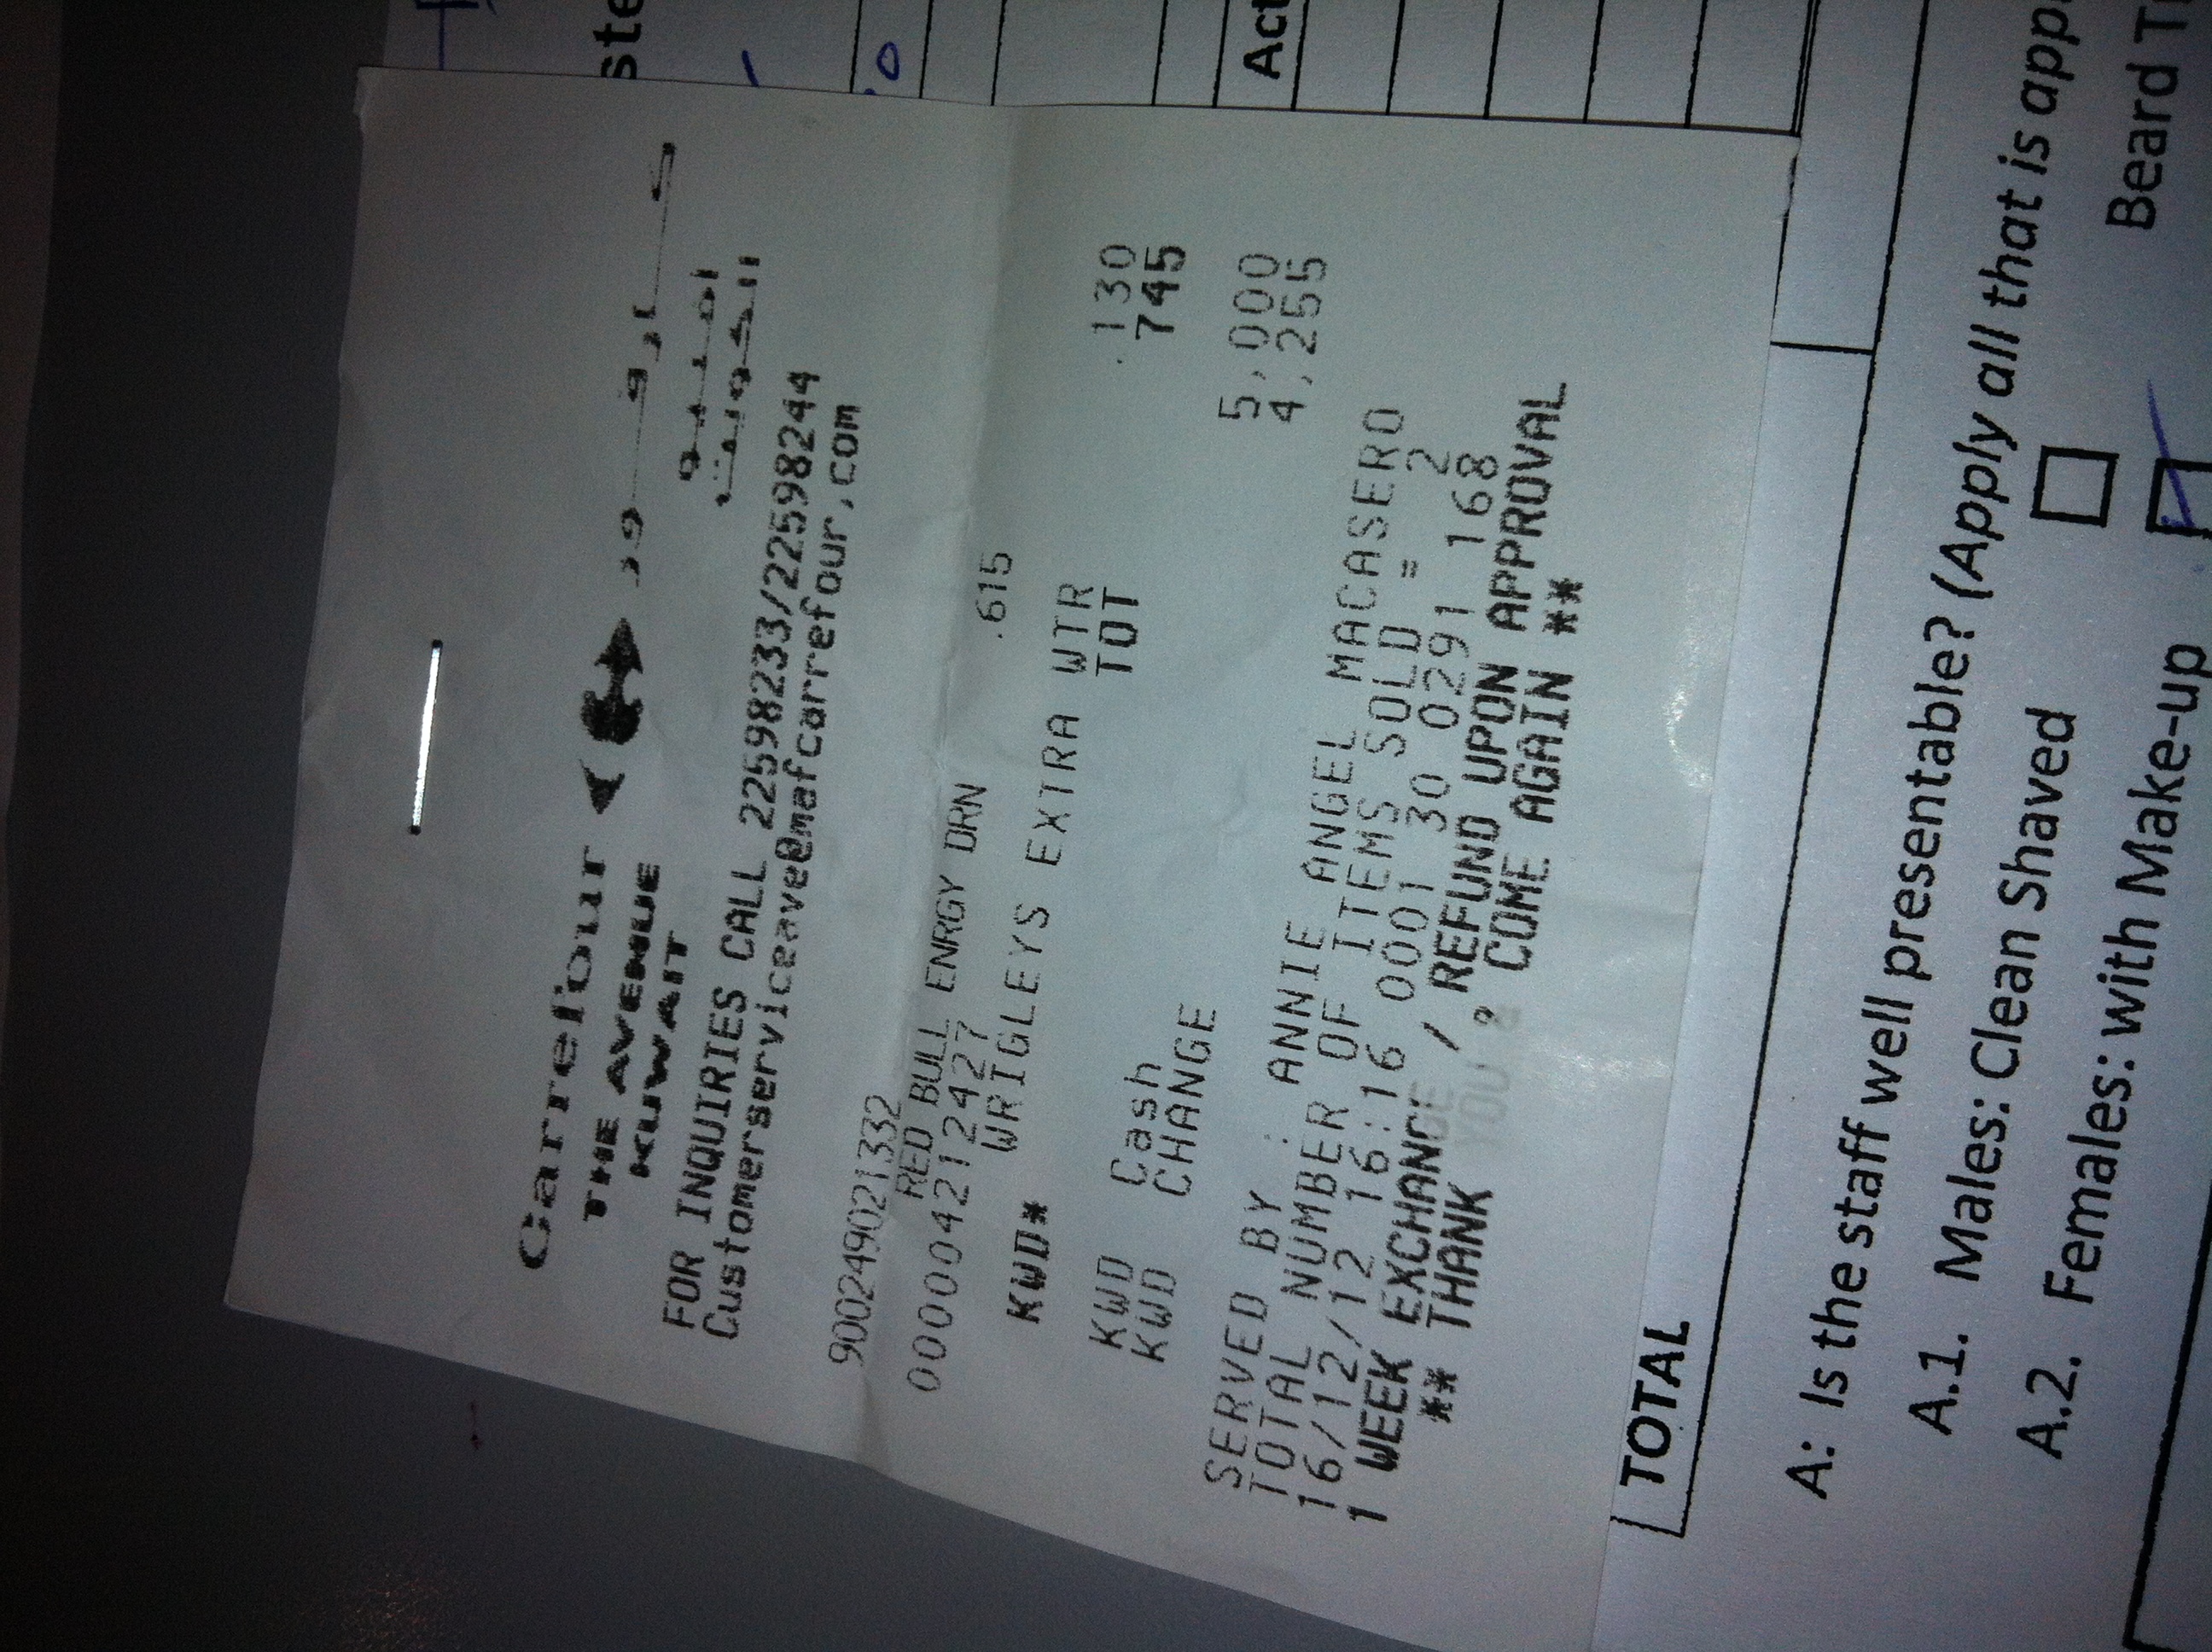 Carrefour
THE AVENUE
KUWAIT
FOR INQUIRIES CALL 22598233/22598244
Customerserviceave@mafcarrefour,com
900249021332
RED BULL ENRGY DRN .615
0000042112427
WRIGLEYS EXTRA WTR .130
KWD* TOT 745
KWD Cash 5,000
KWD CHANGE 4,255
SERVED BY : ANNIE ANGEL MACASERO
TOTAL NUMBER OF ITEMS SOLD = 2
16/12/12 16:16 0001 30 0291 168
1 WEEK EXCHANGE / REFUND UPON APPROVAL
** THANK YOU & COME AGAIN **
Act
TOTAL
A: Is the staff well presentable? (Apply all that is
A.1. Males: Clean Shaved
Beard
A.2. Females: with Make-up